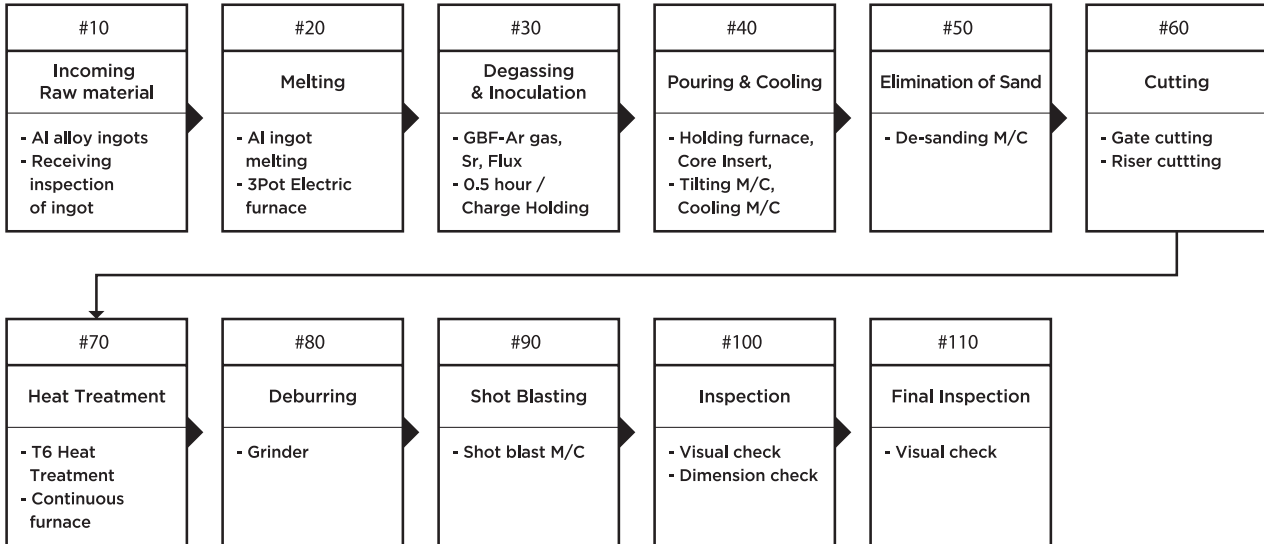 #10
Incoming
Raw material
- Al alloy ingots
- Receiving
inspection
of ingot
#20
Melting
- Al ingot
melting
- 3Pot Electric
furnace
#30
Degassing
& Inoculation
- GBF-Ar gas,
Sr, Flux
- 0.5 hour /
Charge Holding
#40
Pouring & Cooling
- Holding furnace,
Core Insert,
- Tilting M/C,
Cooling M/C
#50
Elimination of Sand
- De-sanding M/C
#60
Cutting
- Gate cutting
- Riser cuttting
#70
Heat Treatment
- T6 Heat
Treatment
- Continuous
furnace
#80
Deburring
- Grinder
#90
Shot Blasting
- Shot blast M/C
#100
Inspection
- Visual check
- Dimension check
#110
Final Inspection
- Visual check